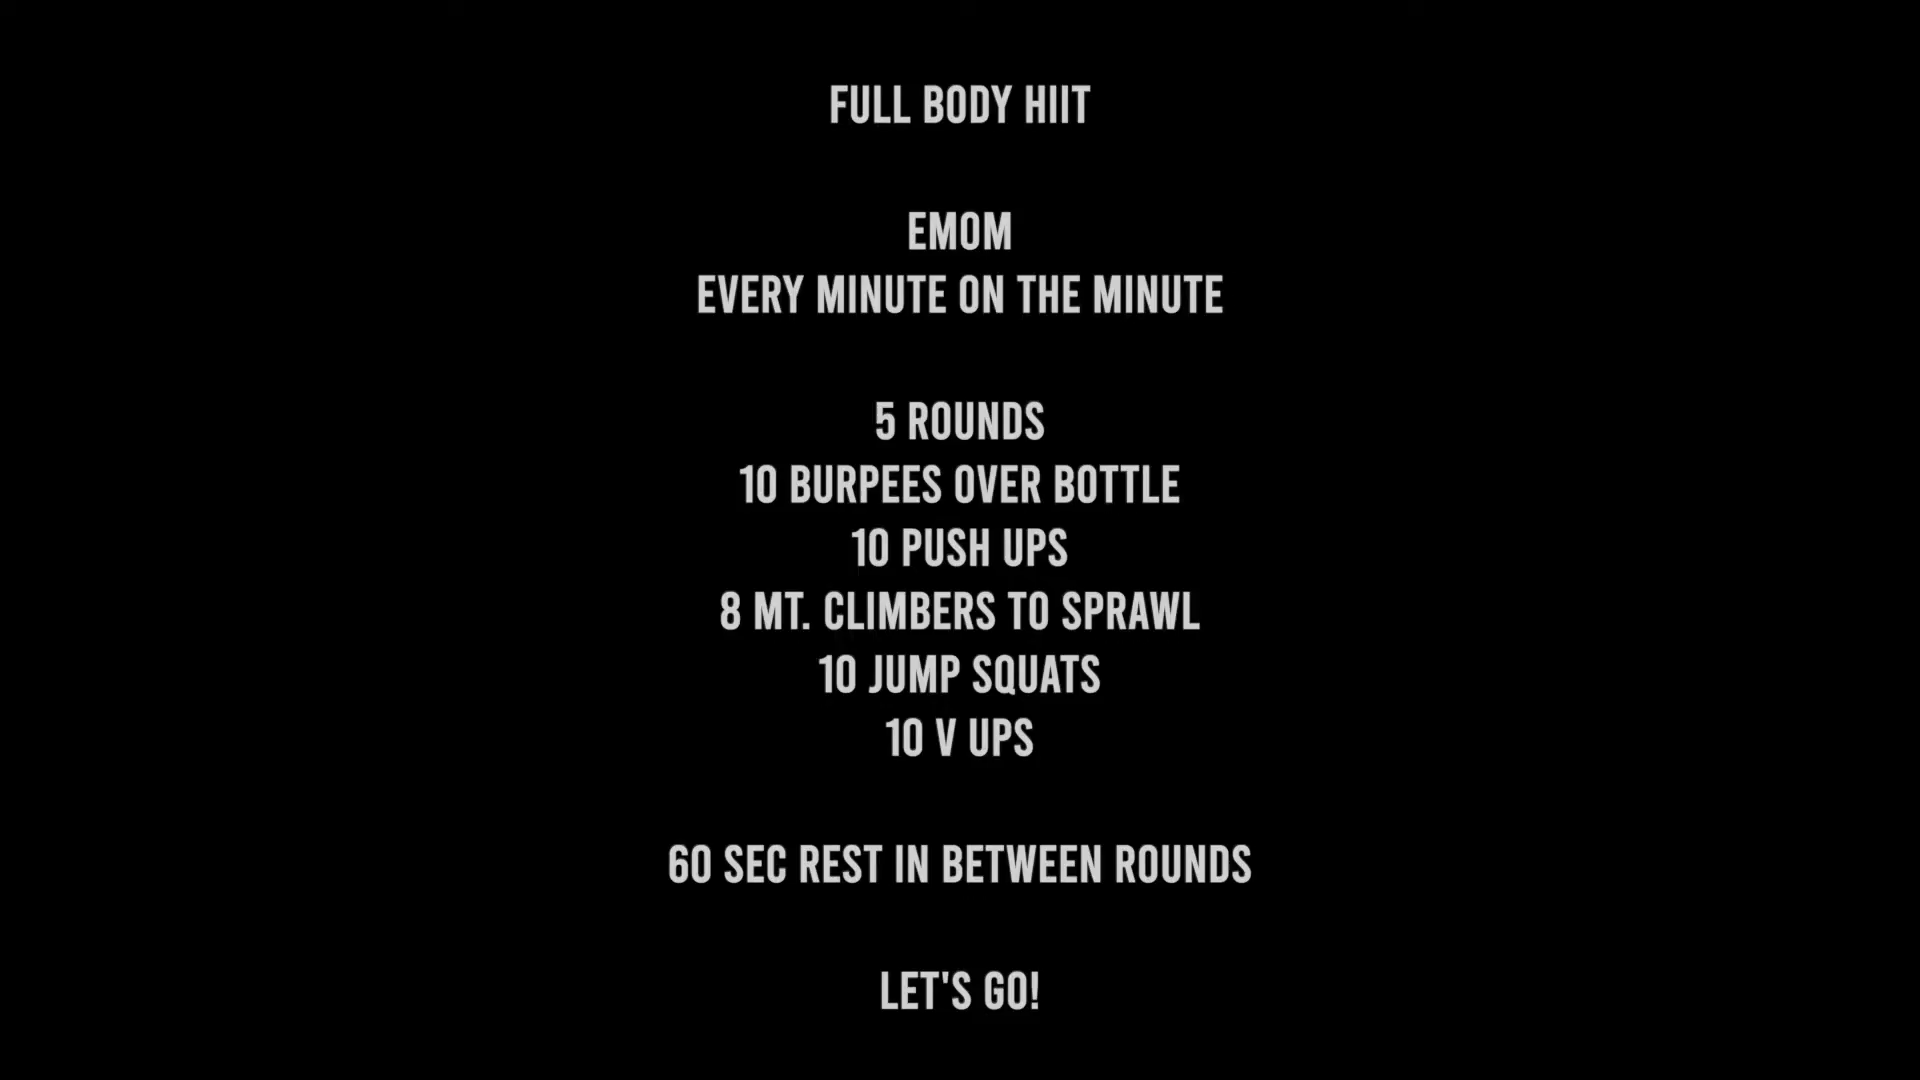 FULL BODY HIIT
EMOM
EVERY MINUTE ON THE MINUTE
5 ROUNDS
10 BURPEES OVER BOTTLE
10 PUSH UPS
8 MT. CLIMBERS TO SPRAWL
10 JUMP SQUATS
10 V UPS
60 SEC REST IN BETWEEN ROUNDS
LET'S GO!